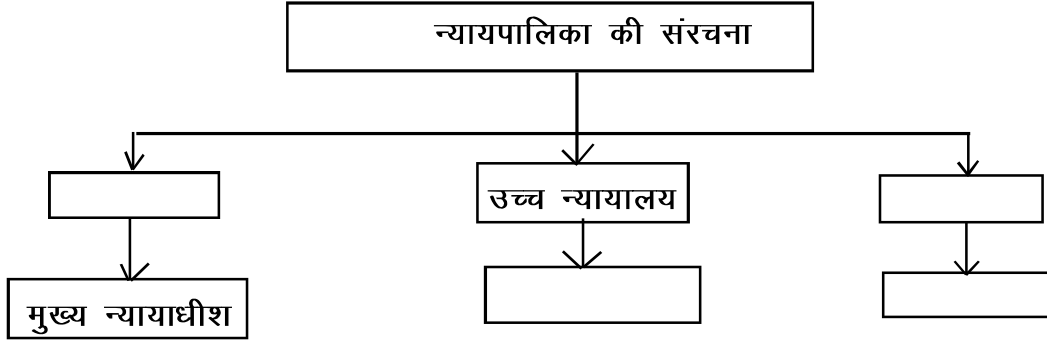 न्यायपालिका की संरचना
उच्च न्यायालय
मुख्य न्यायाधीश